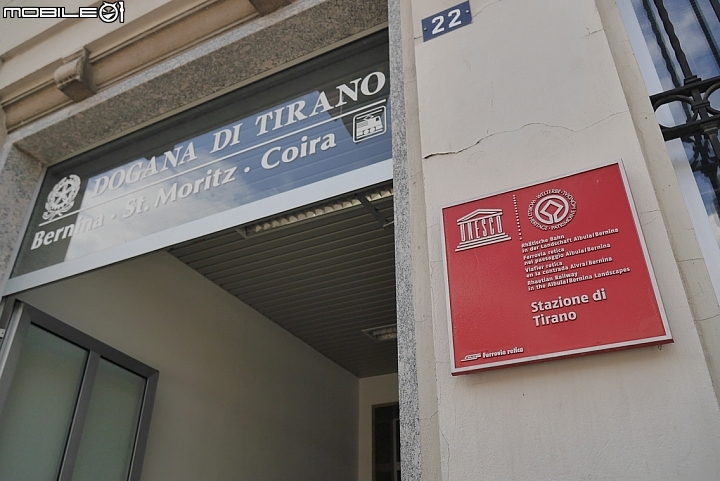 MOBILE01
22
DOGANA DI TIRANO
Bernina · St. Moritz · Coira
UNESCO
Rhätische Bahn
in der Landschaft Albula/Bernina
Ferrovia retica
nel paesaggio Albula/Bernina
Viafier retica
en la contrada Alvra/Bernina
Rhaetian Railway
in the Albula/Bernina Landscapes
Stazione di
Tirano
Ferrovia retica